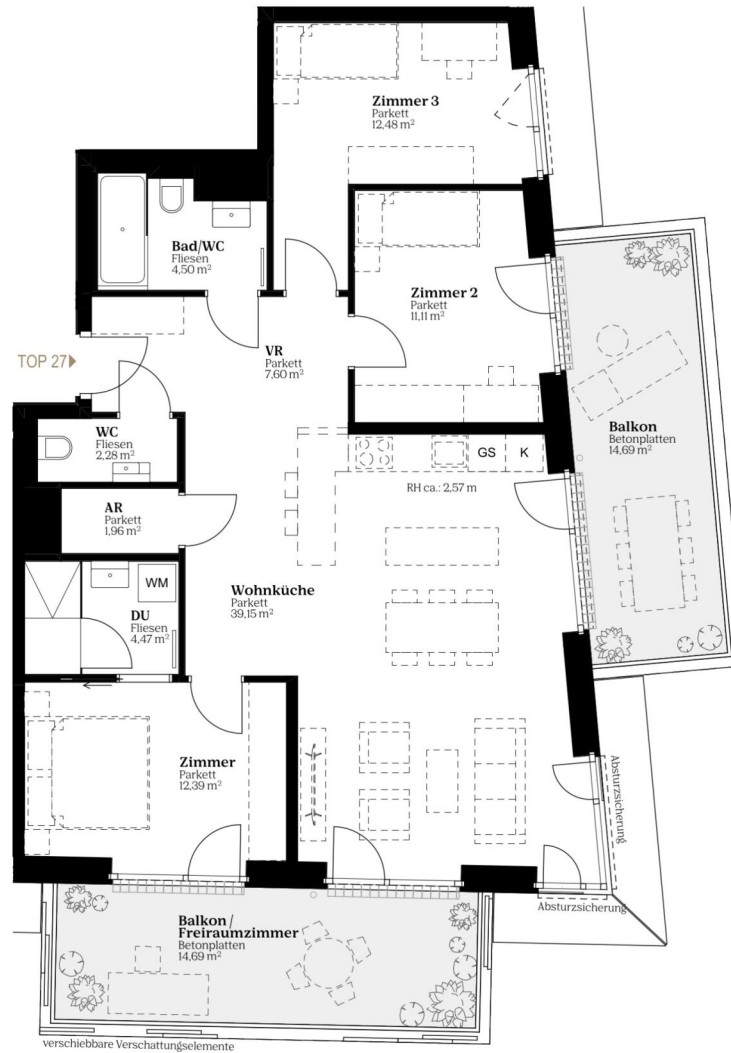 Zimmer 3
Parkett
12,48 m²
Bad/WC
Fliesen
4,50 m²
Zimmer 2
Parkett
11,11 m²
VR
Parkett
7,60 m²
TOP 27
WC
Fliesen
2,28 m²
GS
K
Balkon
Betonplatten
14,69 m²
RH ca.: 2,57 m
AR
Parkett
1,96 m²
WM
DU
Fliesen
4,47 m²
Wohnküche
Parkett
39,15 m²
Zimmer
Parkett
12,39 m²
Absturzsicherung
Absturzsicherung
Balkon /
Freiraumzimmer
Betonplatten
14,69 m²
verschiebbare Verschattungselemente